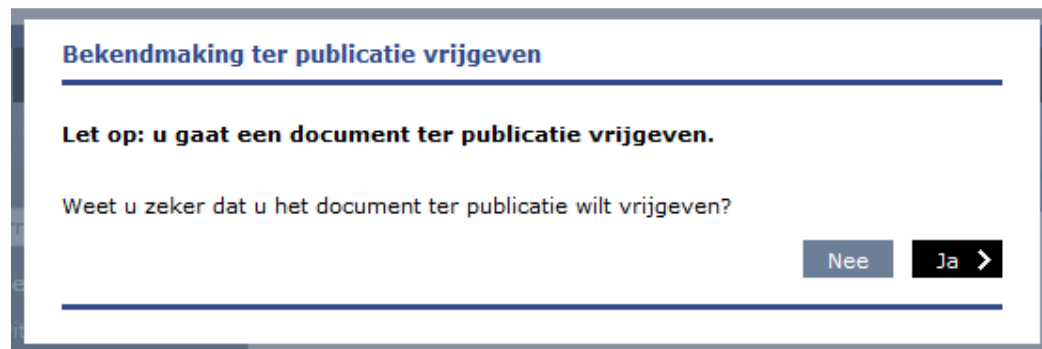 Bekendmaking ter publicatie vrijgeven
Let op: u gaat een document ter publicatie vrijgeven.
Weet u zeker dat u het document ter publicatie wilt vrijgeven?
Nee
Ja